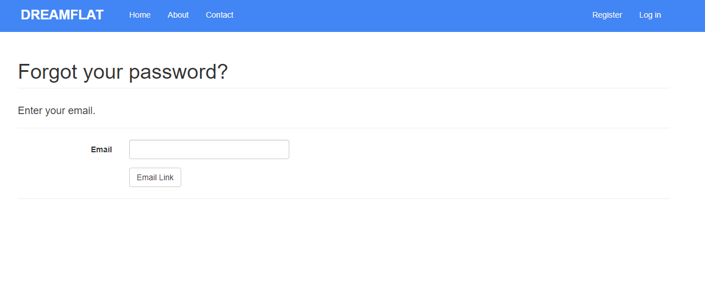 DREAMFLAT Home About Contact Register Log in
Forgot your password?
Enter your email.
Email
Email Link